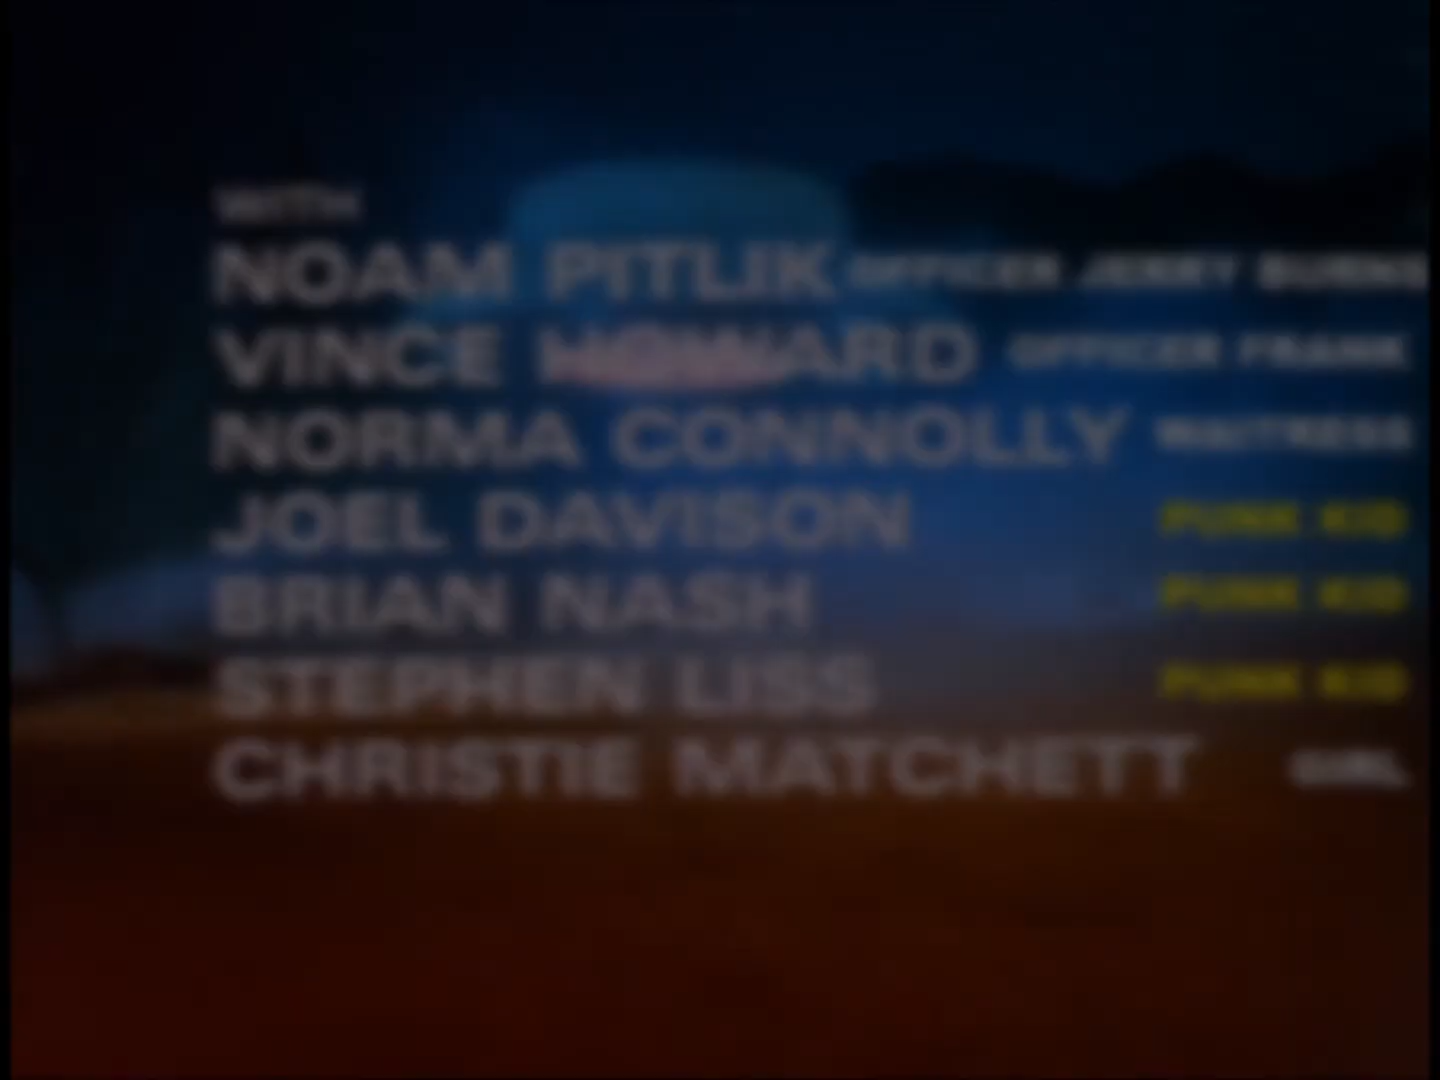 WITH
NOAM PITLIK OFFICER JERRY BURNS
VINCE HOWARD OFFICER FRANK
NORMA CONNOLLY WAITRESS
JOEL DAVISON PUNK KID
BRIAN NASH PUNK KID
STEPHEN LISS PUNK KID
CHRISTIE MATCHETT GIRL